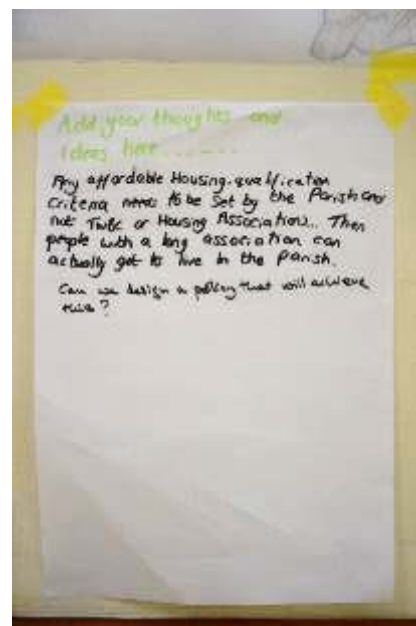 Add your thoughts and
Ideas here.......
Any affordable Housing qualification
Criteria needs to be Set by the Parish and
not TWBC or Housing Associations... Then
people with a long association can
actually get to live in the Parish.
Can we design a policy that will achieve
this?